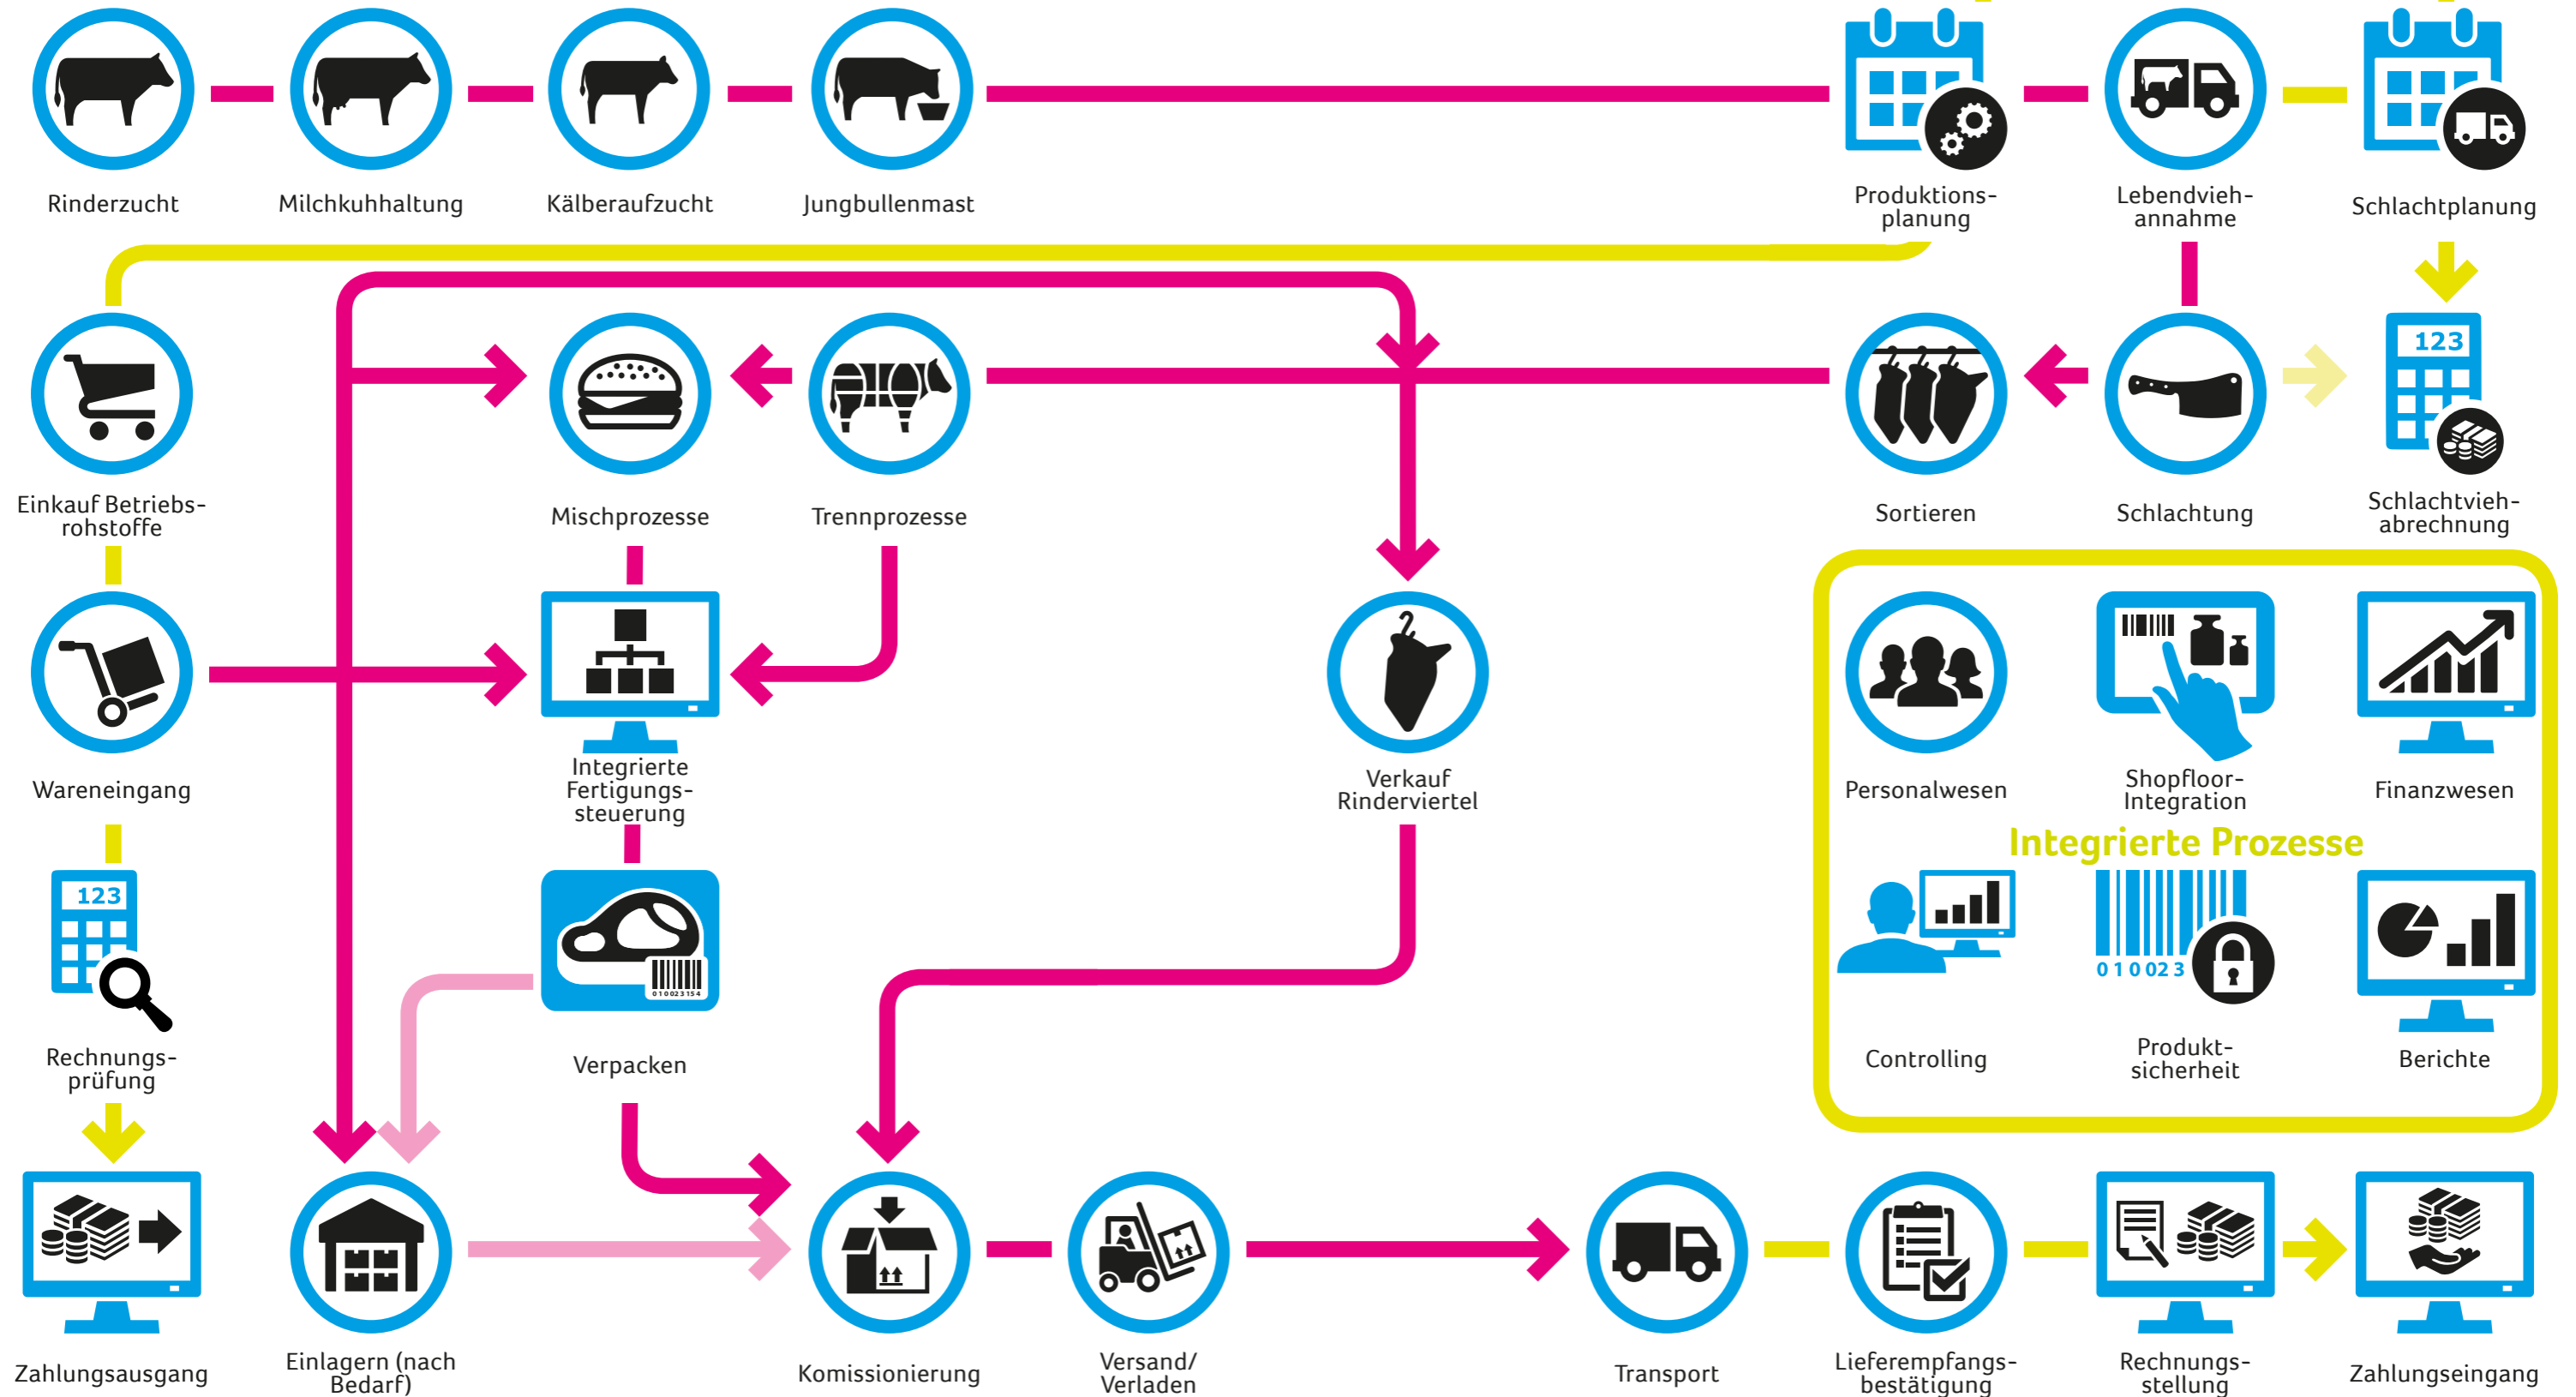 Rinderzucht
Milchkuhhaltung
Kälberaufzucht
Jungbullenmast
Produktions-
planung
Lebendvieh-
annahme
Schlachtplanung
Einkauf Betriebs-
rohstoffe
Mischprozesse
Trennprozesse
Sortieren
Schlachtung
123
Schlachtvieh-
abrechnung
Wareneingang
Integrierte
Fertigungs-
steuerung
Verkauf
Rinderviertel
Personalwesen
Shopfloor-
Integration
Finanzwesen
Integrierte Prozesse
123
Rechnungs-
prüfung
010023154
Verpacken
Controlling
010023
Produkt-
sicherheit
Berichte
Zahlungsausgang
Einlagern (nach
Bedarf)
Komissionierung
Versand/
Verladen
Transport
Lieferempfangs-
bestätigung
Rechnungs-
stellung
Zahlungseingang